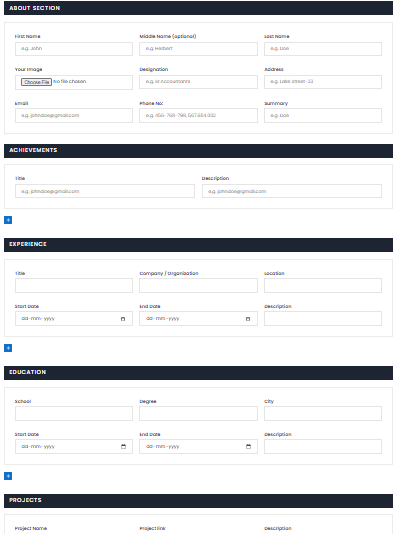 ABOUT SECTION
First Name Middle Name (optional) Last Name
e.g. John e.g. Herbert e.g. Doe
Your Image Designation Address
Choose File No file chosen e.g. Sr.Accountants e.g. Lake Street-23
Email Phone No: Summary
e.g. johndoe@gmail.com e.g. 456-768-798, 567.654.002 e.g. Doe
ACHIEVEMENTS
Title Description
e.g. johndoe@gmail.com e.g. johndoe@gmail.com
+
EXPERIENCE
Title Company / Organization Location
Start Date End Date Description
dd-mm-yyyy dd-mm-yyyy
+
EDUCATION
School Degree City
Start Date End Date Description
dd-mm-yyyy dd-mm-yyyy
+
PROJECTS
Project Name Project link Description